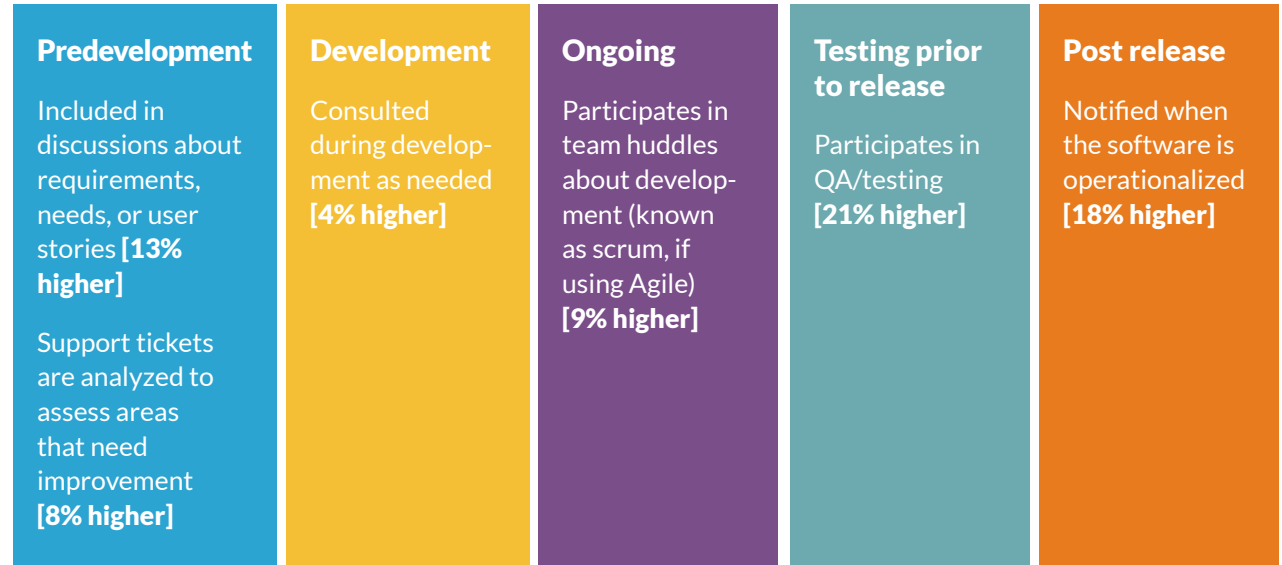 Predevelopment
Included in
discussions about
requirements,
needs, or user
stories [13%
higher]
Support tickets
are analyzed to
assess areas
that need
improvement
[8% higher]
Development
Consulted
during develop-
ment as needed
[4% higher]
Ongoing
Participates in
team huddles
about develop-
ment (known
as scrum, if
using Agile)
[9% higher]
Testing prior
to release
Participates in
QA/testing
[21% higher]
Post release
Notified when
the software is
operationalized
[18% higher]